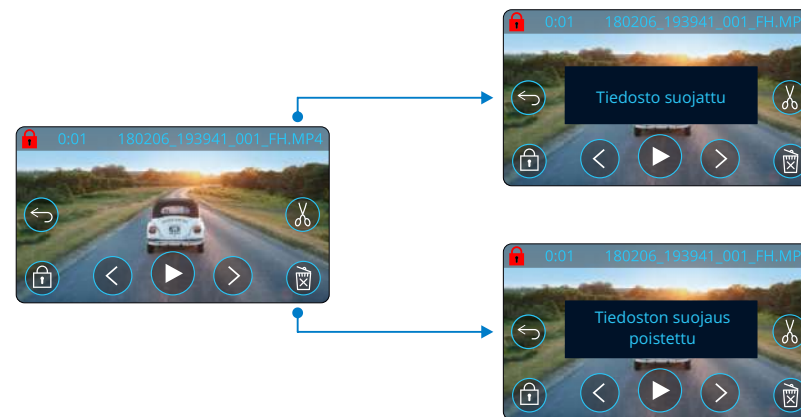 0:01 180206_193941_001_FH.MP
Tiedosto suojattu
0:01 180206_193941_001_FH.MP4
0:01 180206_193941_001_FH.MP
Tiedoston suojaus
poistettu